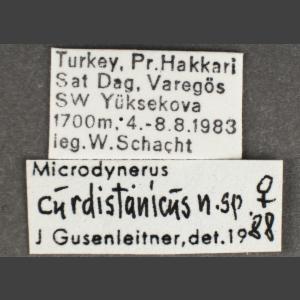 Turkey, Pr.Hakkari
Sat Dag, Varegös
SW Yüksekova
1700m; 4.-8.8.1983
leg.W.Schacht
Microdynerus
curdistanicus n.sp. ♀
J Gusenleitner, det. 1988